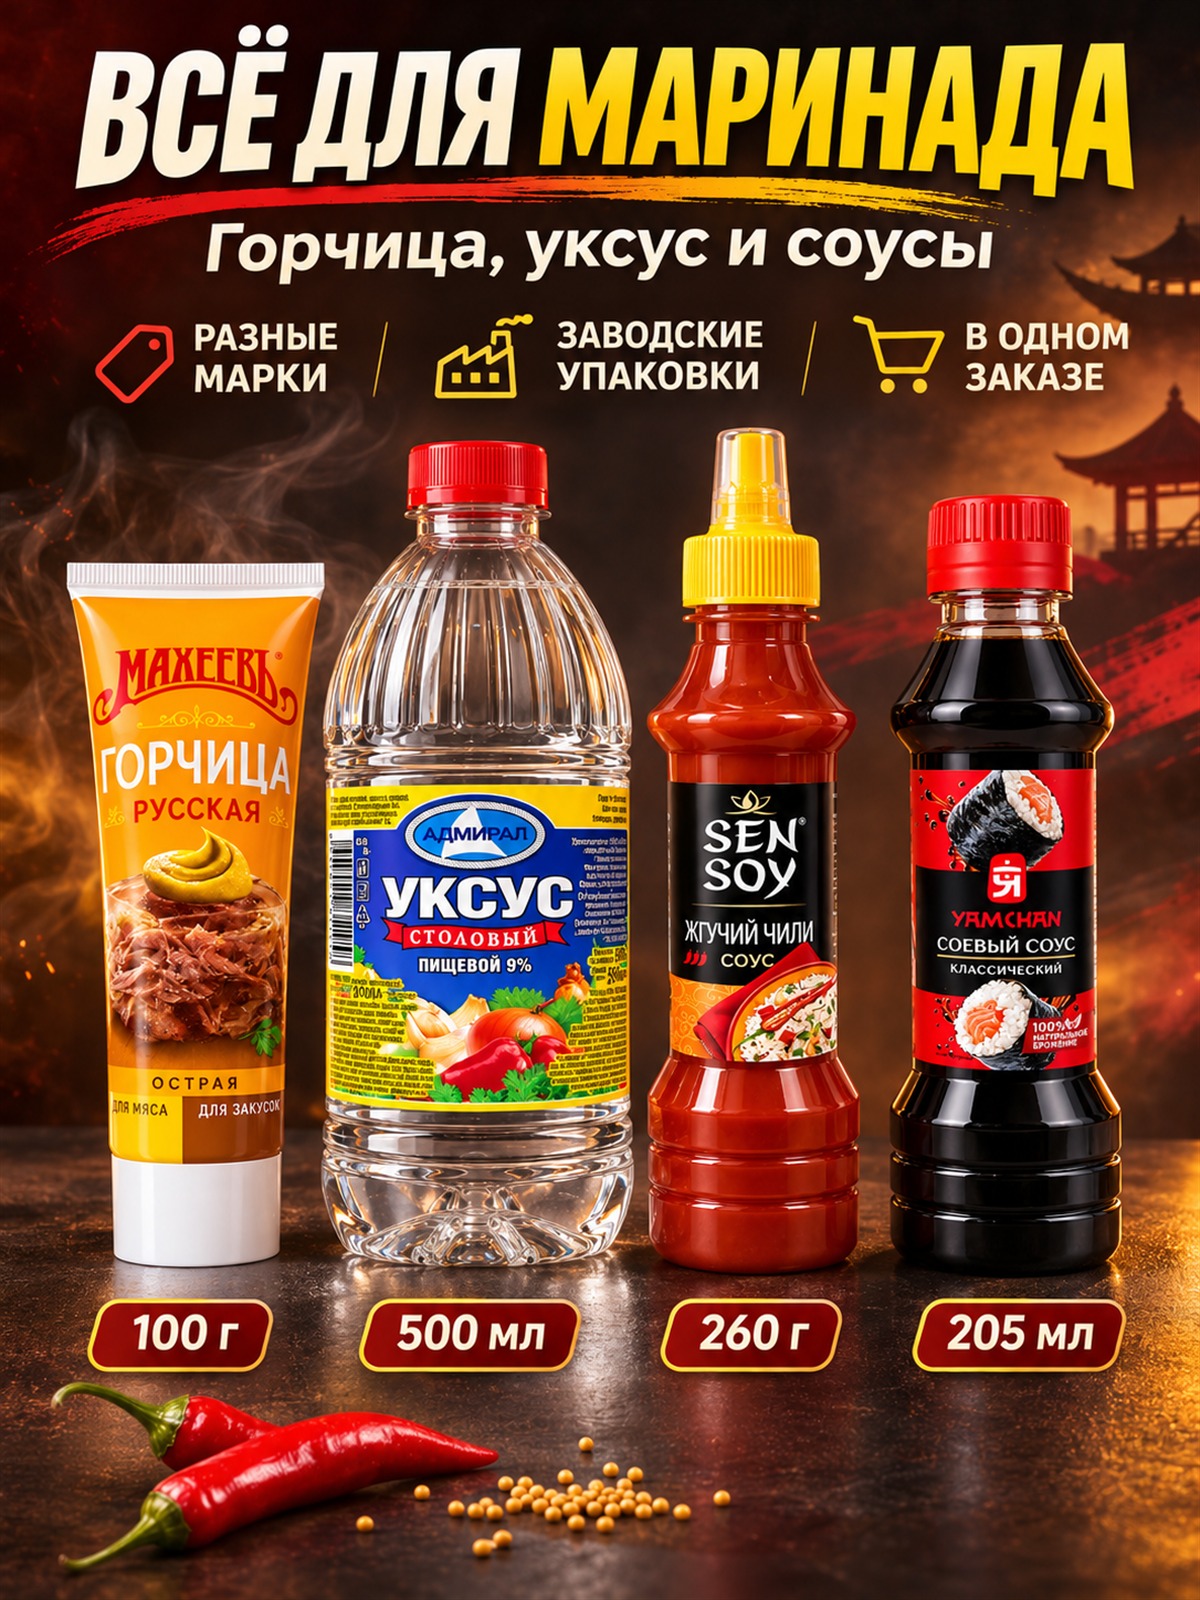 ВСЁ ДЛЯ МАРИНАДА
Горчица, уксус и соусы
РАЗНЫЕ
МАРКИ
ЗАВОДСКИЕ
УПАКОВКИ
В ОДНОМ
ЗАКАЗЕ
МАХЕЕВЪ®
ГОРЧИЦА
РУССКАЯ
ОСТРАЯ
ДЛЯ МЯСА
ДЛЯ ЗАКУСОК
АДМИРАЛ
УКСУС
СТОЛОВЫЙ
ПИЩЕВОЙ 9%
SEN®
SOY
ЖГУЧИЙ ЧИЛИ
СОУС
YAMCHAN
СОЕВЫЙ СОУС
КЛАССИЧЕСКИЙ
100%
100 г
500 мл
260 г
205 мл